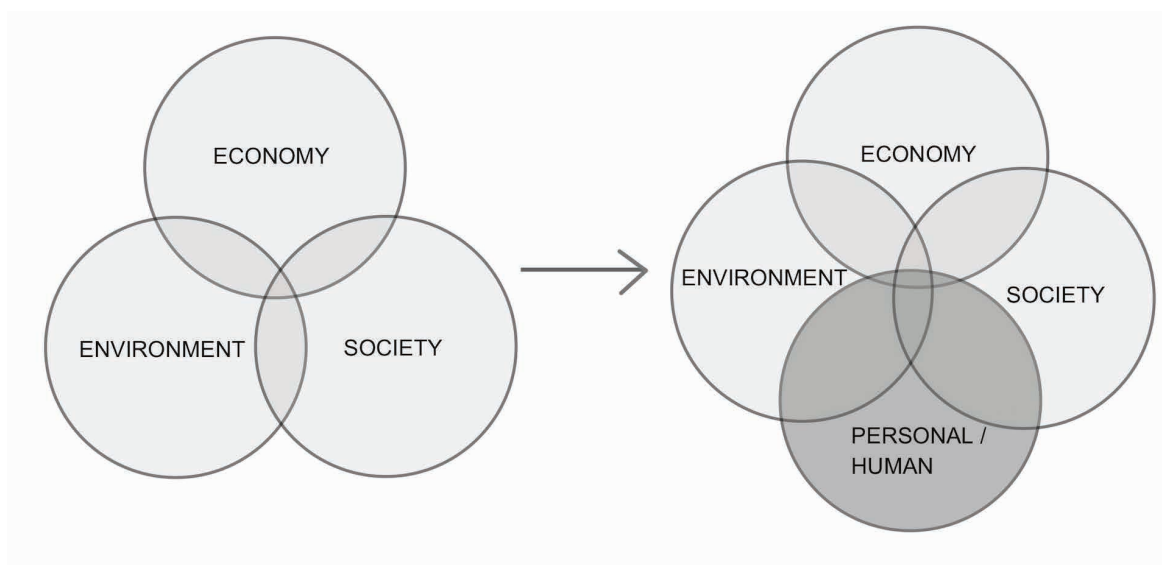 ECONOMY
ENVIRONMENT
SOCIETY
ECONOMY
ENVIRONMENT
SOCIETY
PERSONAL /
HUMAN